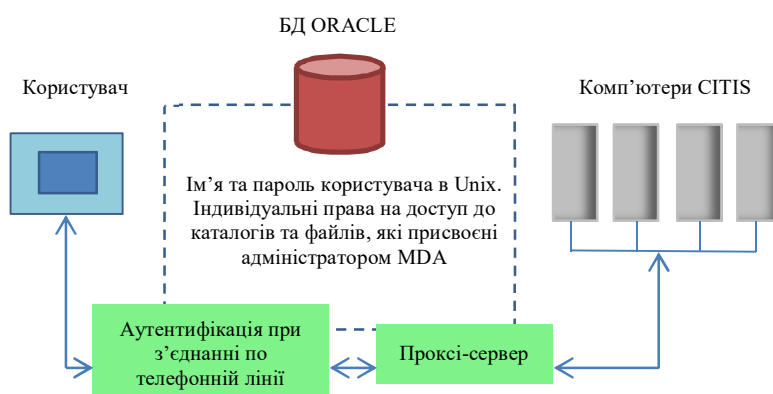 БД ORACLE
Користувач
Комп’ютери CITIS
Ім’я та пароль користувача в Unix.
Індивідуальні права на доступ до
каталогів та файлів, які присвоєні
адміністратором MDA
Аутентифікація при
з’єднанні по
телефонній лінії
Проксі-сервер